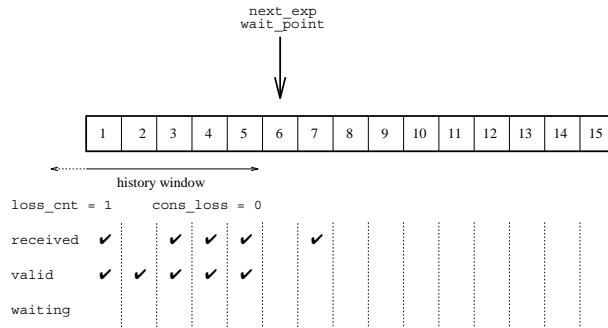 next_exp
wait_point
1 2 3 4 5 6 7 8 9 10 11 12 13 14 15
history window
loss_cnt = 1 cons_loss = 0
received ✔ ✔ ✔ ✔ ✔
valid ✔ ✔ ✔ ✔ ✔
waiting